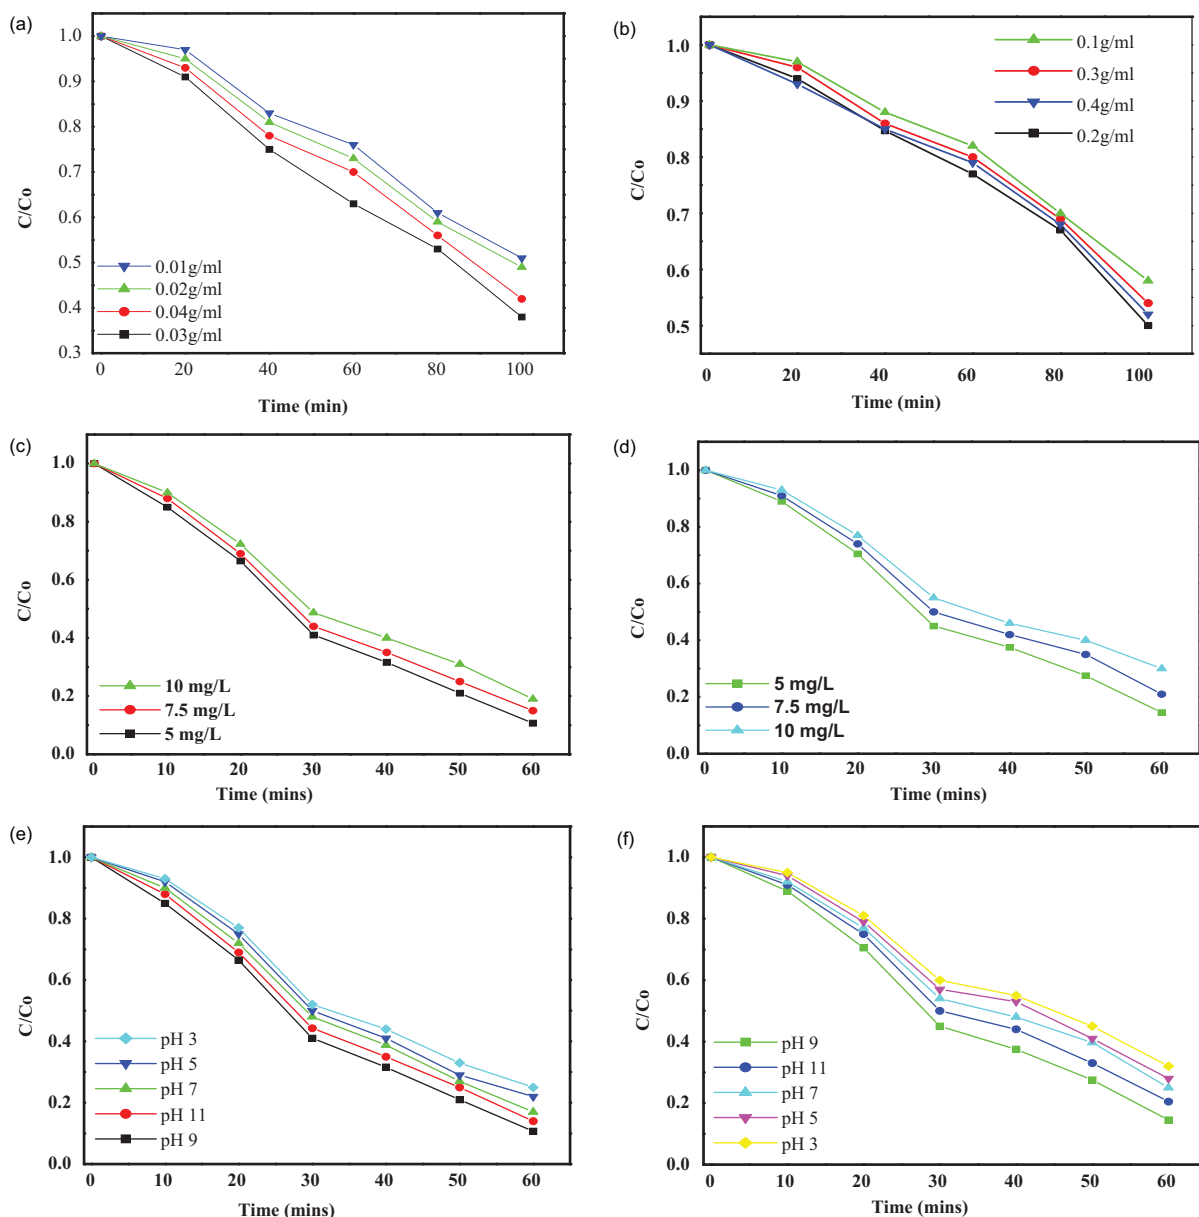 (a)
1.0
0.9
0.8
0.7
0.6
0.5
0.4
0.3
C/Co
0.01g/ml
0.02g/ml
0.04g/ml
0.03g/ml
0 20 40 60 80 100
Time (min)
(b)
1.0
0.9
0.8
0.7
0.6
0.5
C/Co
0.1g/ml
0.3g/ml
0.4g/ml
0.2g/ml
0 20 40 60 80 100
Time (min)
(c)
1.0
0.8
0.6
0.4
0.2
0.0
C/Co
10 mg/L
7.5 mg/L
5 mg/L
0 10 20 30 40 50 60
Time (mins)
(d)
1.0
0.8
0.6
0.4
0.2
0.0
C/Co
5 mg/L
7.5 mg/L
10 mg/L
0 10 20 30 40 50 60
Time (mins)
(e)
1.0
0.8
0.6
0.4
0.2
0.0
C/Co
pH 3
pH 5
pH 7
pH 11
pH 9
0 10 20 30 40 50 60
Time (mins)
(f)
1.0
0.8
0.6
0.4
0.2
0.0
C/Co
pH 9
pH 11
pH 7
pH 5
pH 3
0 10 20 30 40 50 60
Time (mins)